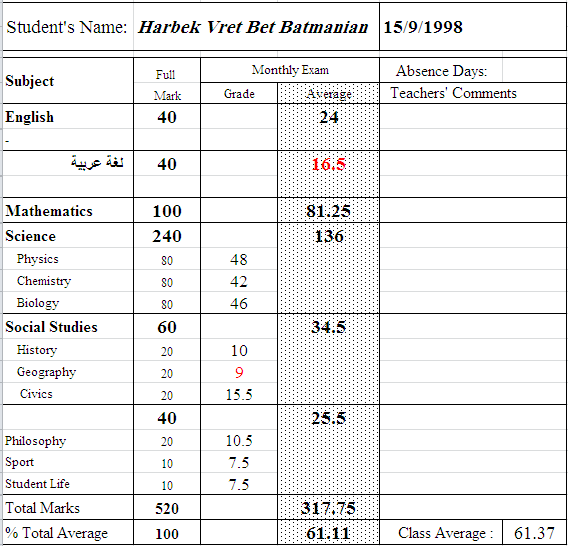 Student's Name: Harbek Vret Bet Batmanian 15/9/1998
Subject Full Mark Monthly Exam Absence Days:
Grade Average Teachers' Comments
English 40 24
-
لغة عربية 40 16.5
Mathematics 100 81.25
Science 240 136
Physics 80 48
Chemistry 80 42
Biology 80 46
Social Studies 60 34.5
History 20 10
Geography 20 9
Civics 20 15.5
40 25.5
Philosophy 20 10.5
Sport 10 7.5
Student Life 10 7.5
Total Marks 520 317.75
% Total Average 100 61.11 Class Average : 61.37